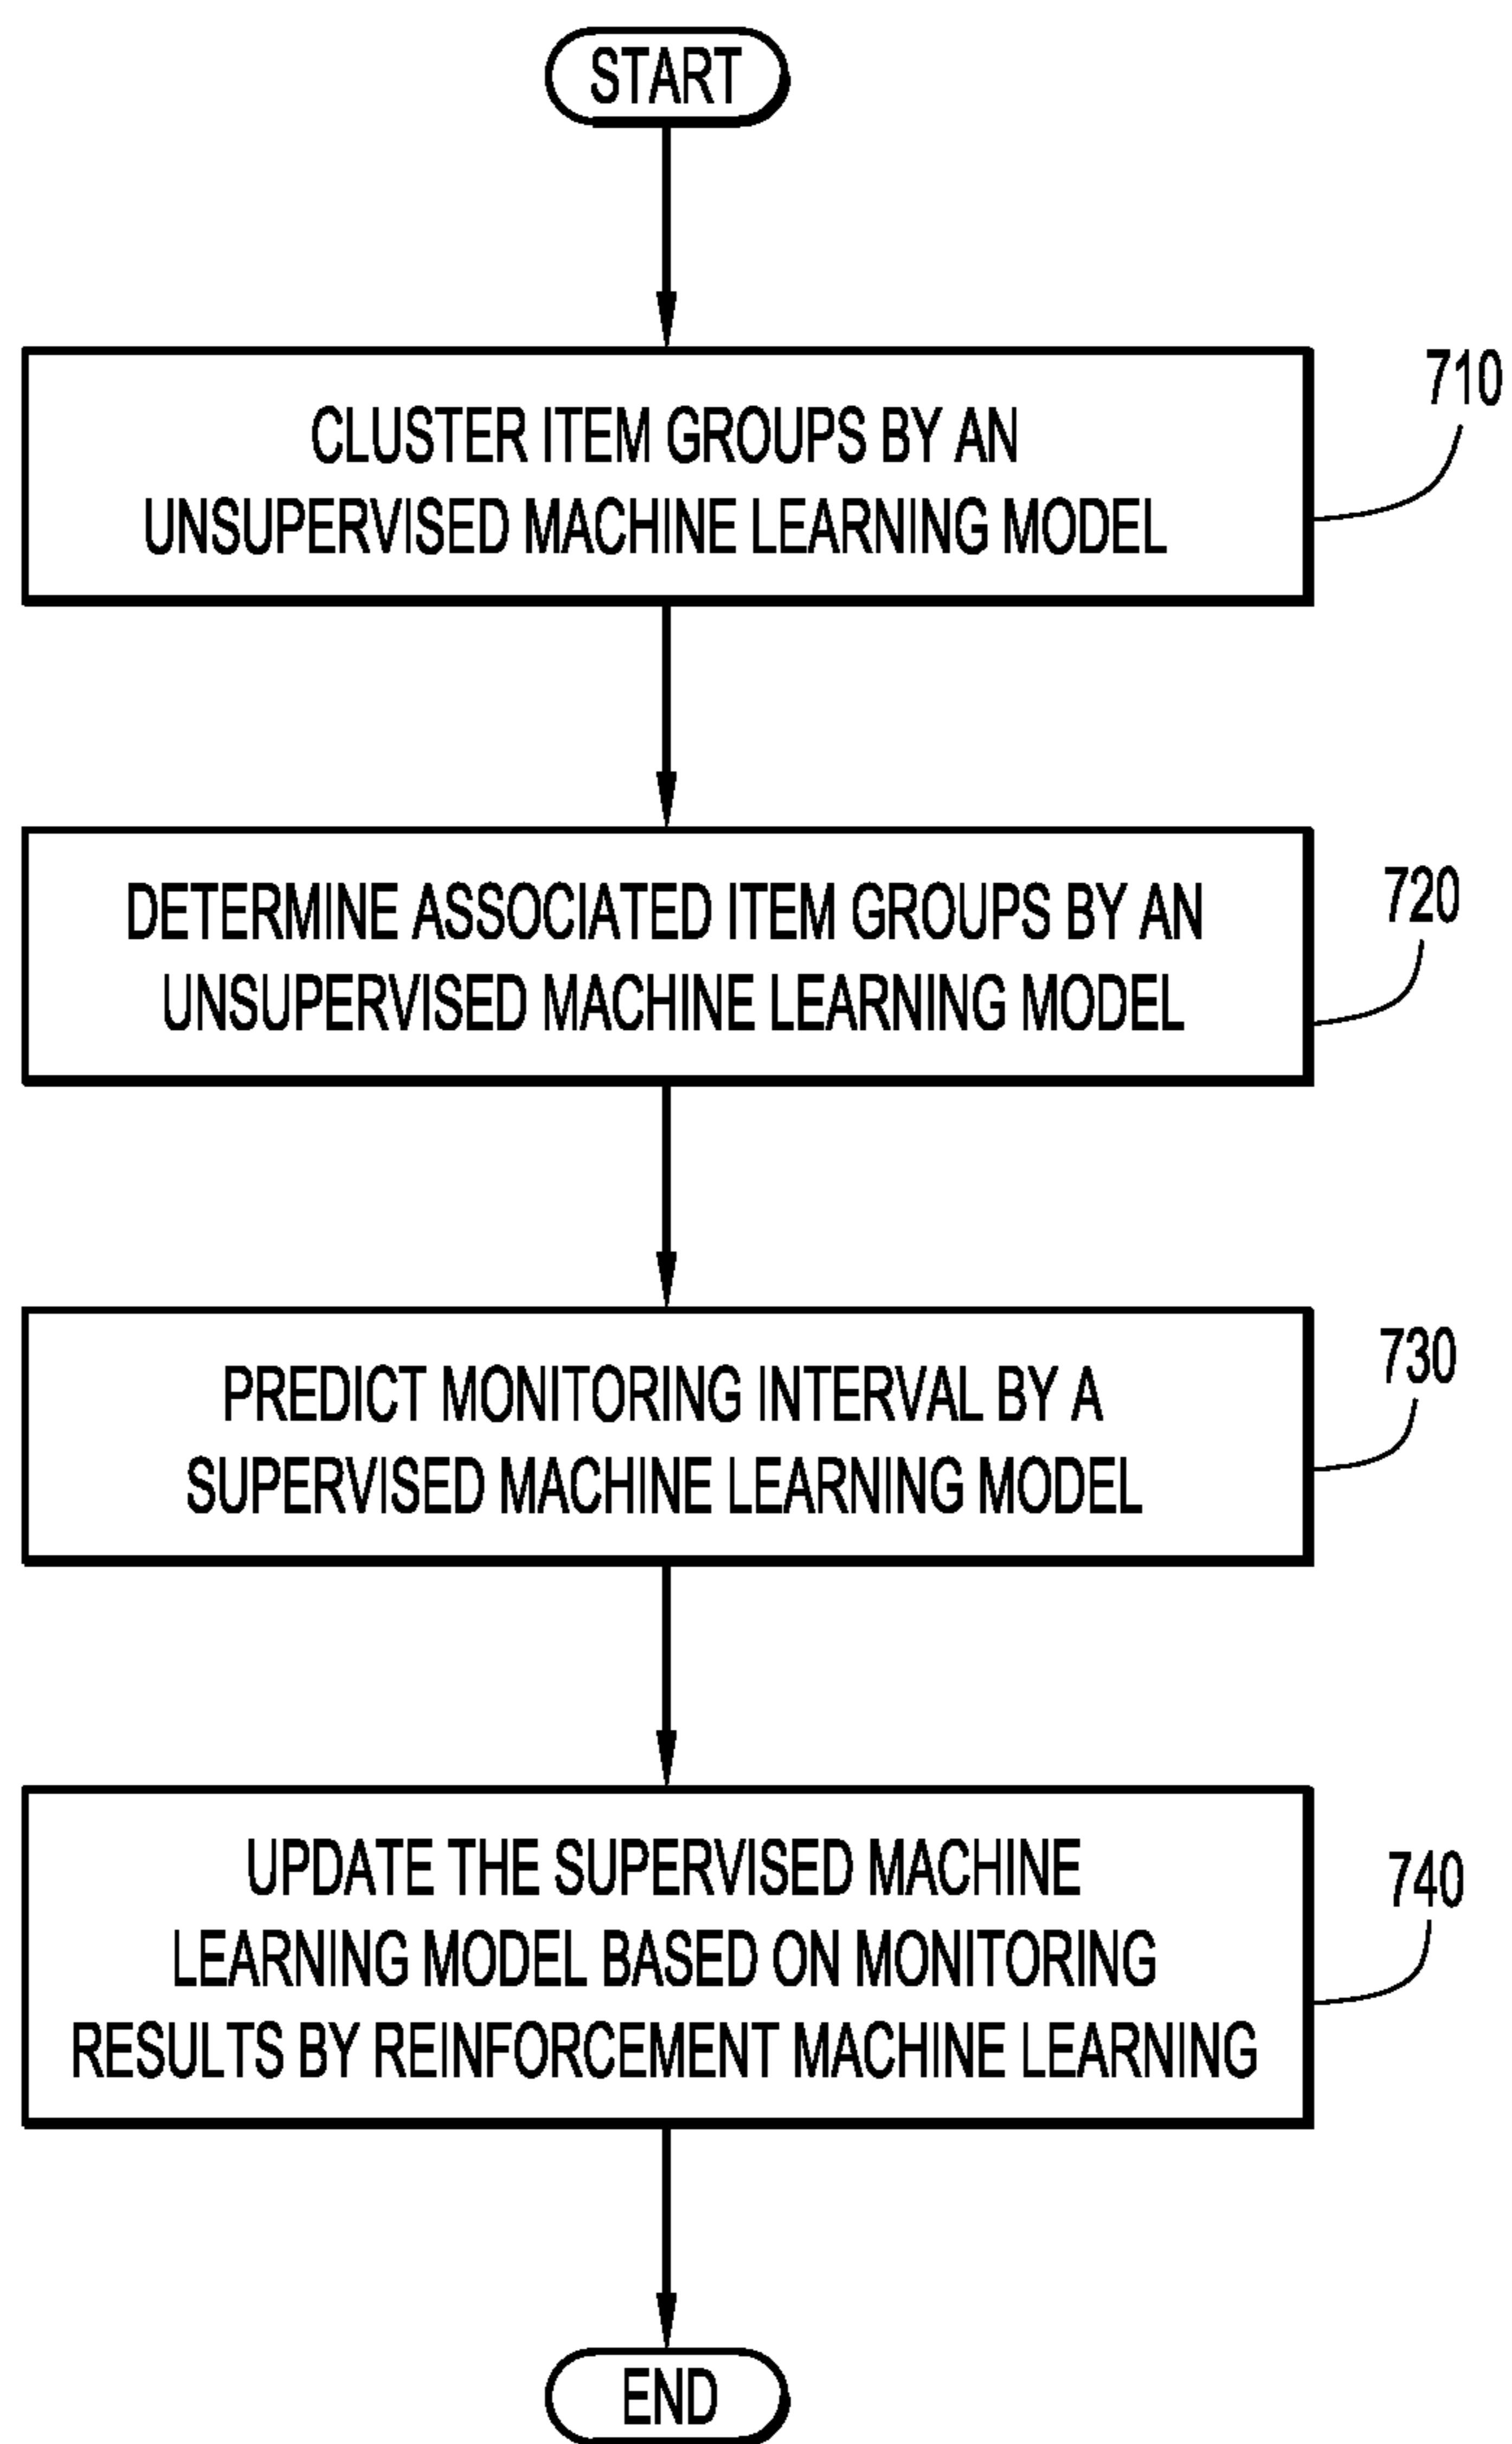 START
710
CLUSTER ITEM GROUPS BY AN
UNSUPERVISED MACHINE LEARNING MODEL
720
DETERMINE ASSOCIATED ITEM GROUPS BY AN
UNSUPERVISED MACHINE LEARNING MODEL
730
PREDICT MONITORING INTERVAL BY A
SUPERVISED MACHINE LEARNING MODEL
740
UPDATE THE SUPERVISED MACHINE
LEARNING MODEL BASED ON MONITORING
RESULTS BY REINFORCEMENT MACHINE LEARNING
END